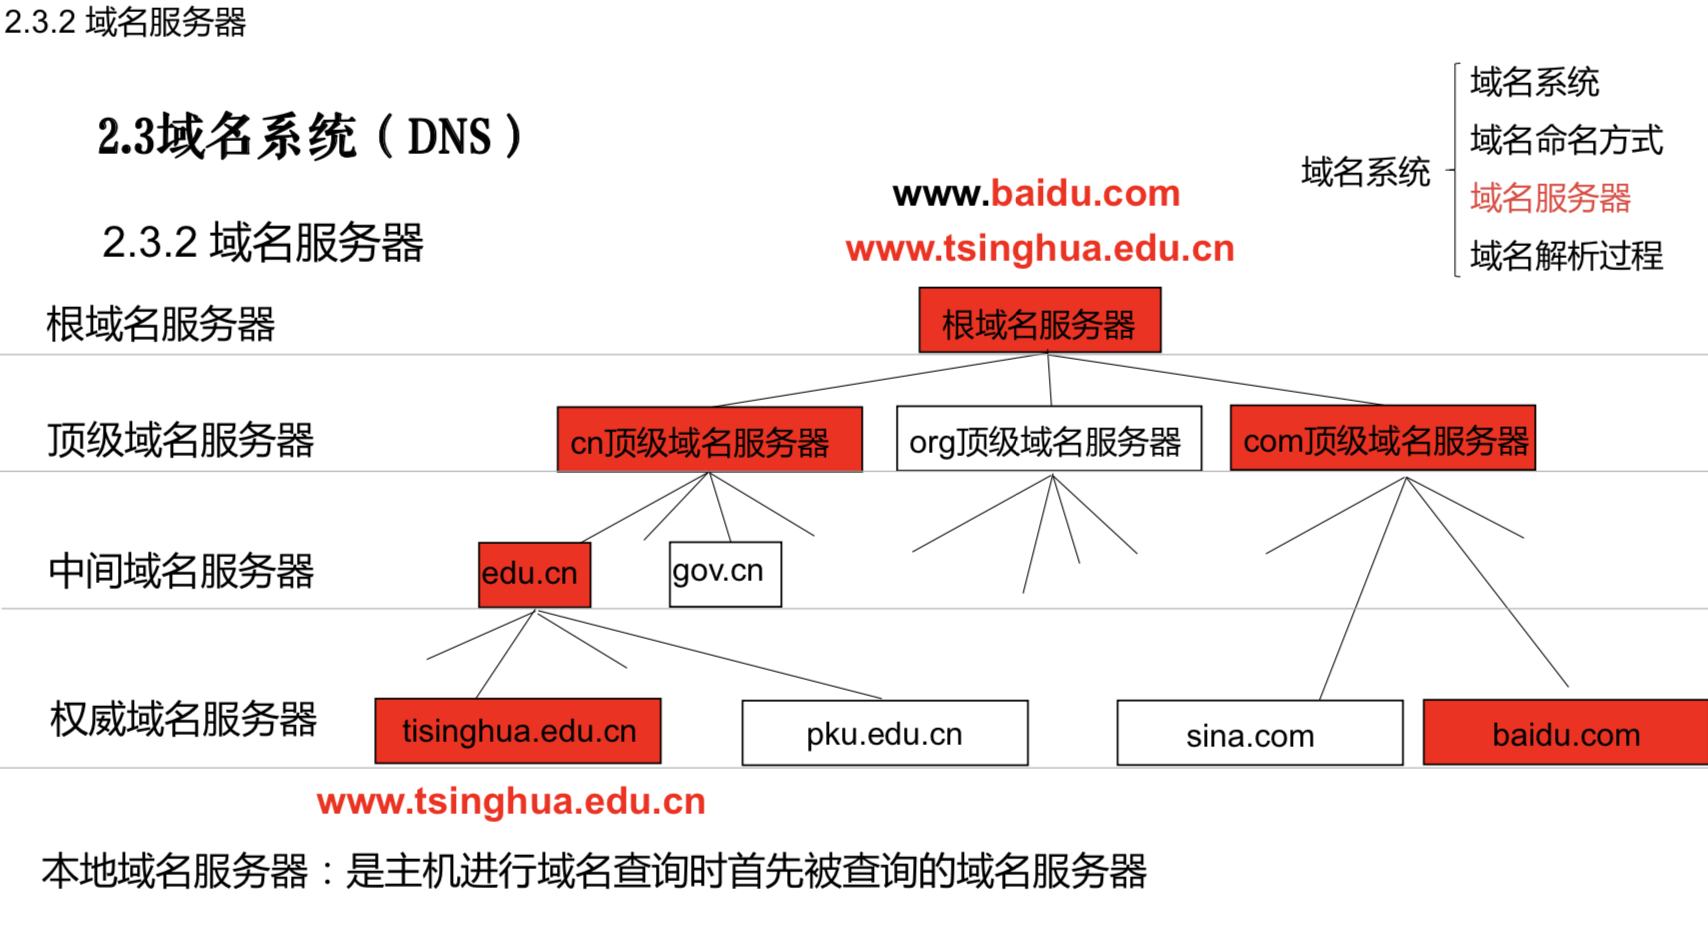 2.3.2 域名服务器
2.3域名系统（DNS）
2.3.2 域名服务器
域名系统
域名系统
域名命名方式
域名服务器
域名解析过程
www.baidu.com
www.tsinghua.edu.cn
根域名服务器
根域名服务器
顶级域名服务器
cn顶级域名服务器
org顶级域名服务器
com顶级域名服务器
中间域名服务器
edu.cn
gov.cn
权威域名服务器
tisinghua.edu.cn
pku.edu.cn
sina.com
baidu.com
www.tsinghua.edu.cn
本地域名服务器：是主机进行域名查询时首先被查询的域名服务器